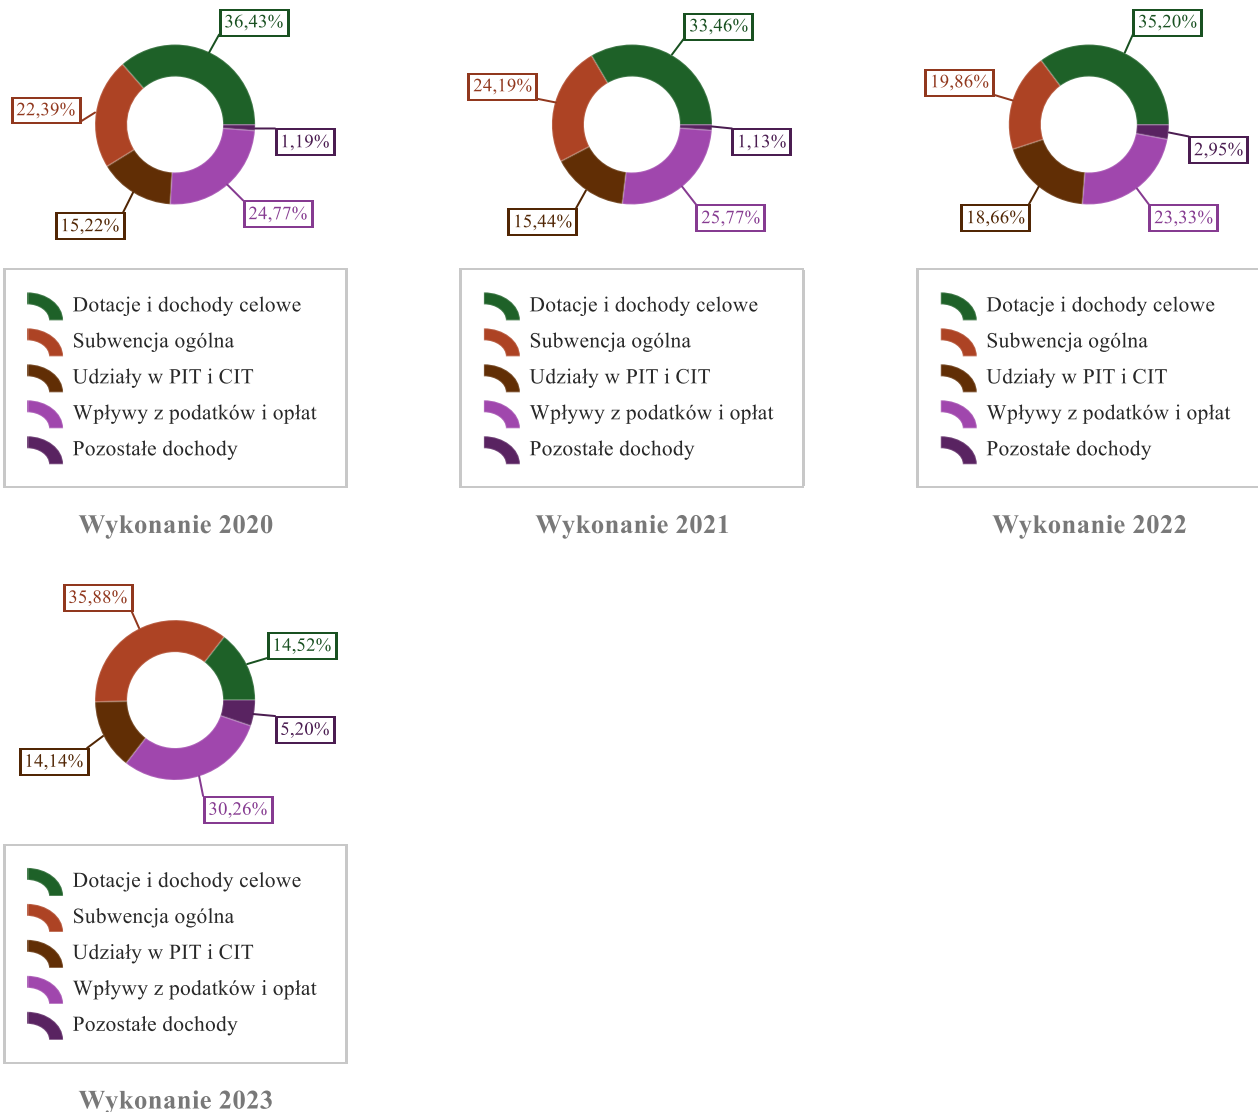 36,43%
22,39%
1,19%
24,77%
15,22%
Dotacje i dochody celowe
Subwencja ogólna
Udziały w PIT i CIT
Wpływy z podatków i opłat
Pozostałe dochody
Wykonanie 2020
33,46%
24,19%
1,13%
25,77%
15,44%
Dotacje i dochody celowe
Subwencja ogólna
Udziały w PIT i CIT
Wpływy z podatków i opłat
Pozostałe dochody
Wykonanie 2021
35,20%
19,86%
2,95%
23,33%
18,66%
Dotacje i dochody celowe
Subwencja ogólna
Udziały w PIT i CIT
Wpływy z podatków i opłat
Pozostałe dochody
Wykonanie 2022
35,88%
14,52%
5,20%
14,14%
30,26%
Dotacje i dochody celowe
Subwencja ogólna
Udziały w PIT i CIT
Wpływy z podatków i opłat
Pozostałe dochody
Wykonanie 2023